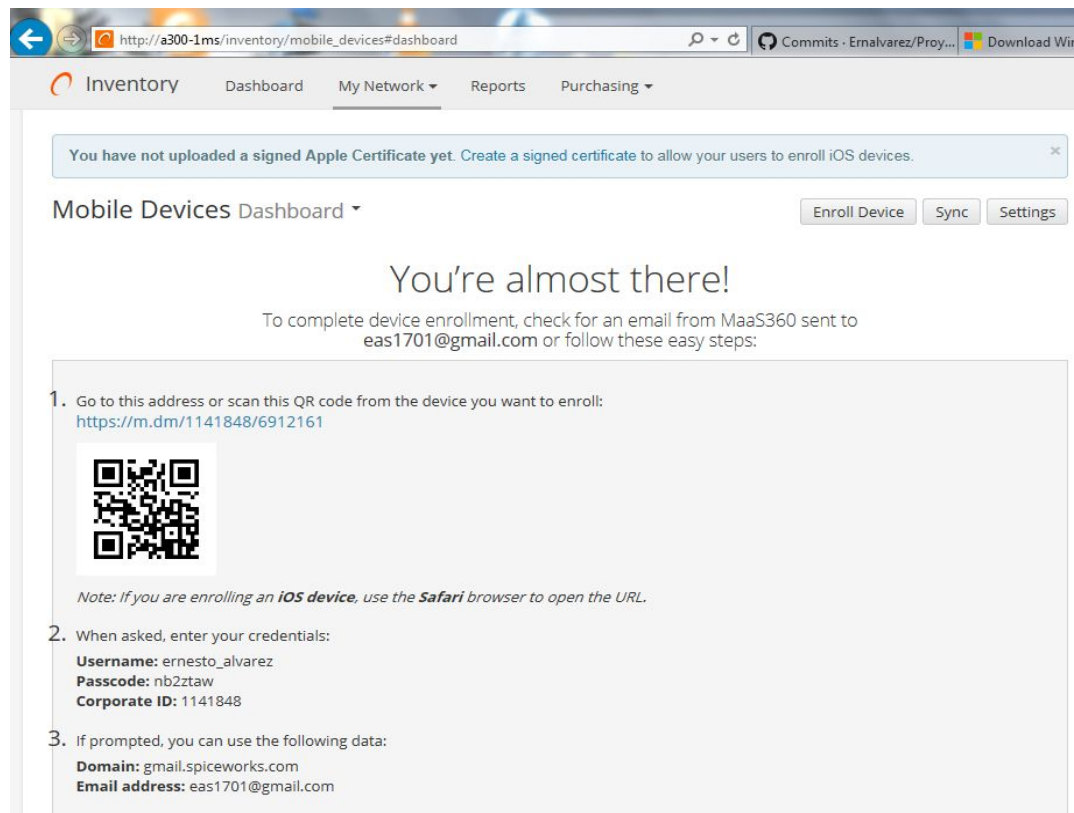 http://a300-1ms/inventory/mobile_devices#dashboard
Commits · Ernalvarez/Proy...
Download Wir
Inventory Dashboard My Network Reports Purchasing
You have not uploaded a signed Apple Certificate yet. Create a signed certificate to allow your users to enroll iOS devices. ×
Mobile Devices Dashboard
Enroll Device Sync Settings
You're almost there!
To complete device enrollment, check for an email from MaaS360 sent to
eas1701@gmail.com or follow these easy steps:
1. Go to this address or scan this QR code from the device you want to enroll:
https://m.dm/1141848/6912161
Note: If you are enrolling an iOS device, use the Safari browser to open the URL.
2. When asked, enter your credentials:
Username: ernesto_alvarez
Passcode: nb2ztaw
Corporate ID: 1141848
3. If prompted, you can use the following data:
Domain: gmail.spiceworks.com
Email address: eas1701@gmail.com